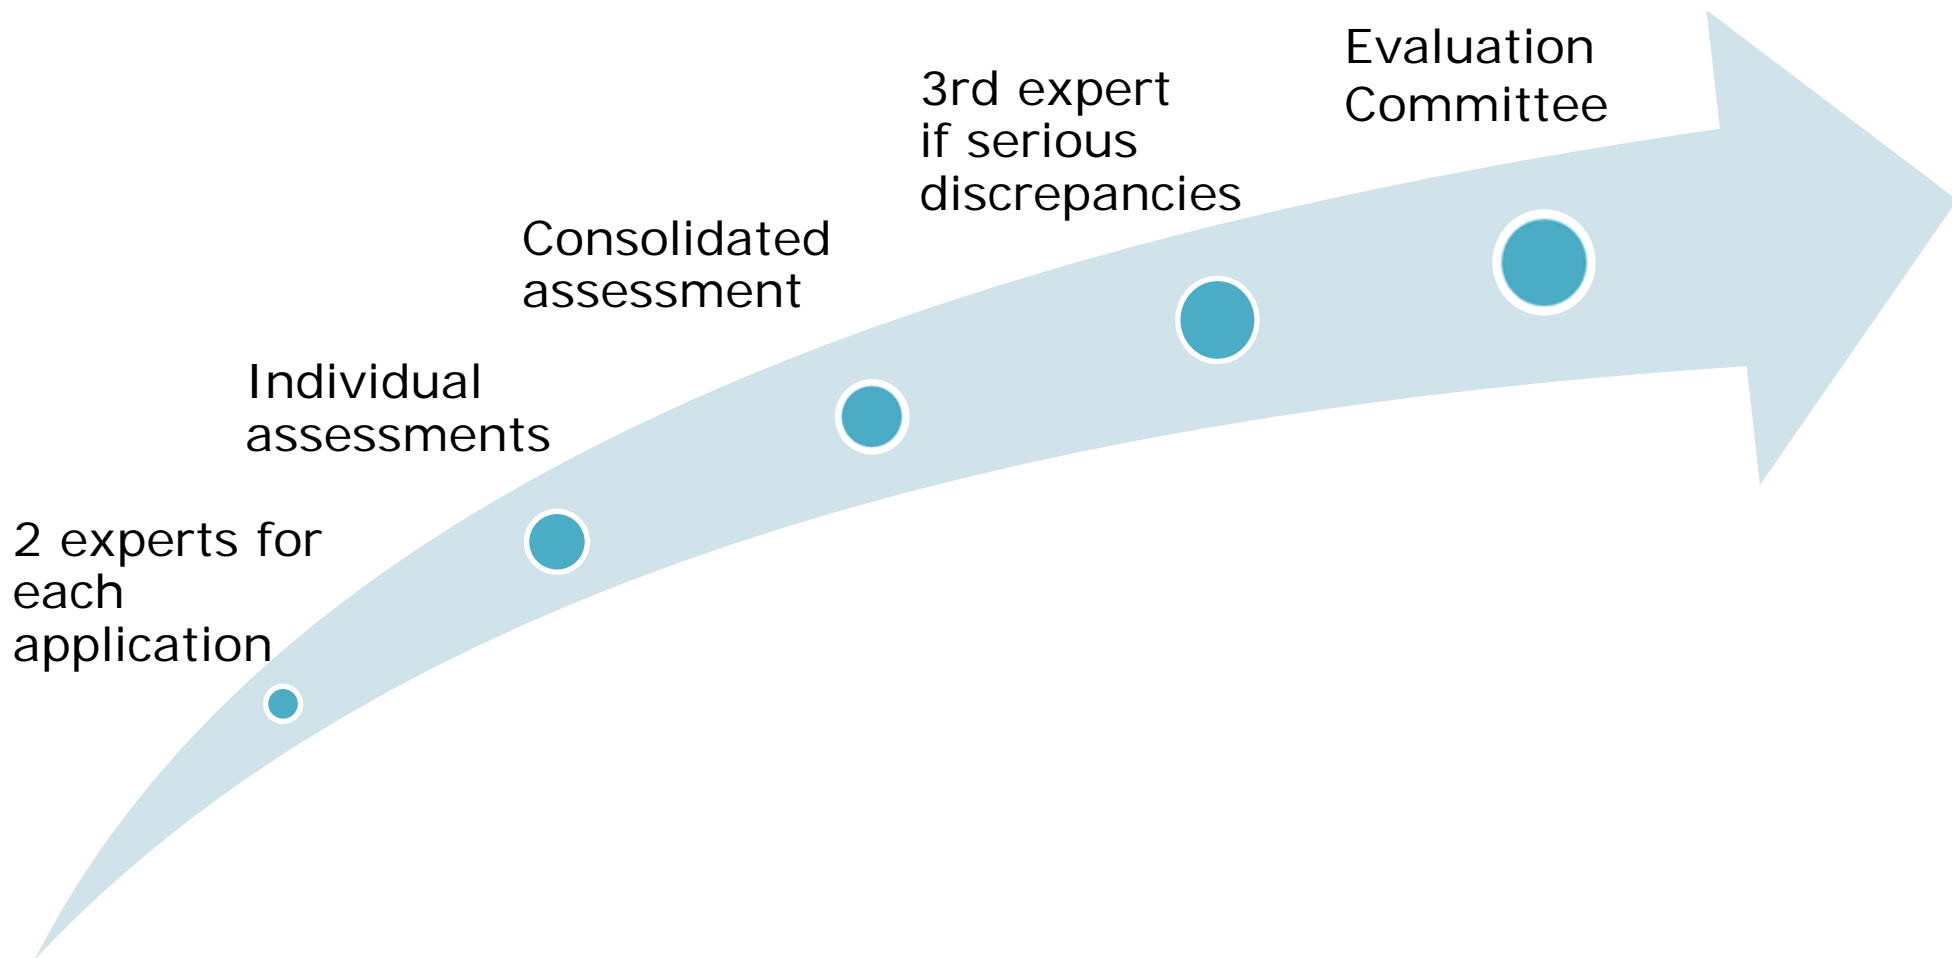 2 experts for
each
application
Individual
assessments
Consolidated
assessment
3rd expert
if serious
discrepancies
Evaluation
Committee